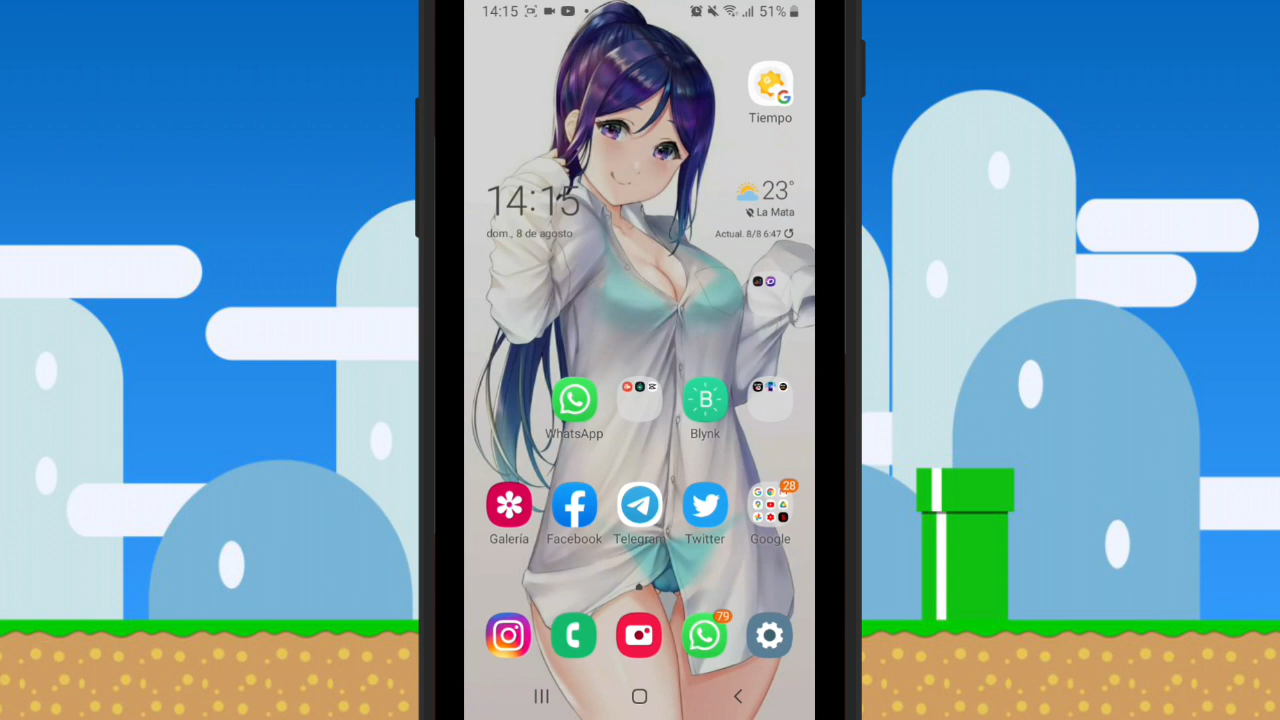 14:15 51%
Tiempo
14:15
23°
La Mata
dom., 8 de agosto
Actual. 8/8 6:47
WhatsApp
B
Blynk
28
Galería
Facebook
Telegram
Twitter
Google
79